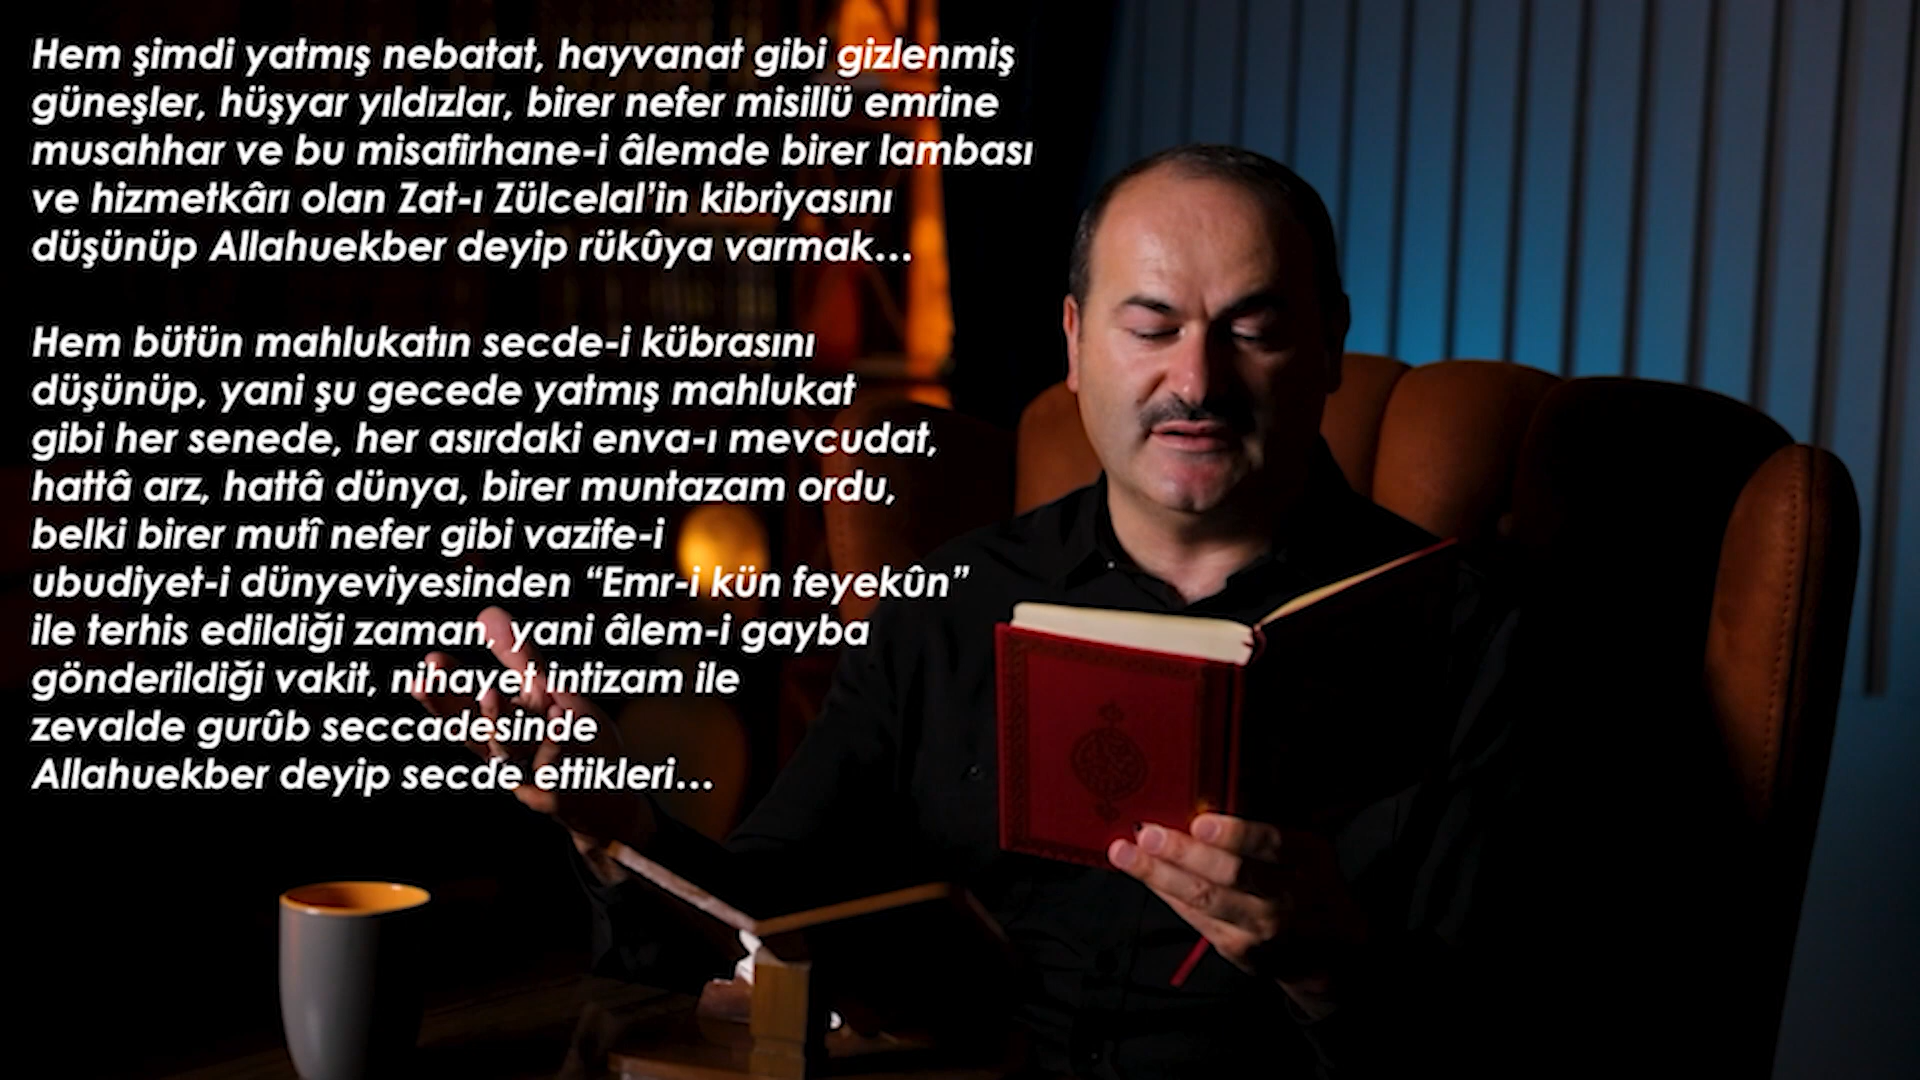 Hem şimdi yatmış nebatat, hayvanat gibi gizlenmiş
güneşler, hüşyar yıldızlar, birer nefer misillü emrine
musahhar ve bu misafirhane-i âlemde birer lambası
ve hizmetkârı olan Zat-ı Zülcelal’in kibriyasını
düşünüp Allahuekber deyip rükûya varmak...
Hem bütün mahlukatın secde-i kübrasını
düşünüp, yani şu gecede yatmış mahlukat
gibi her senede, her asırdaki enva-ı mevcudat,
hattâ arz, hattâ dünya, birer muntazam ordu,
belki birer mutî nefer gibi vazife-i
ubudiyet-i dünyeviyesinden “Emr-i kün feyekûn”
ile terhis edildiği zaman, yani âlem-i gayba
gönderildiği vakit, nihayet intizam ile
zevalde gurûb seccadesinde
Allahuekber deyip secde ettikleri...